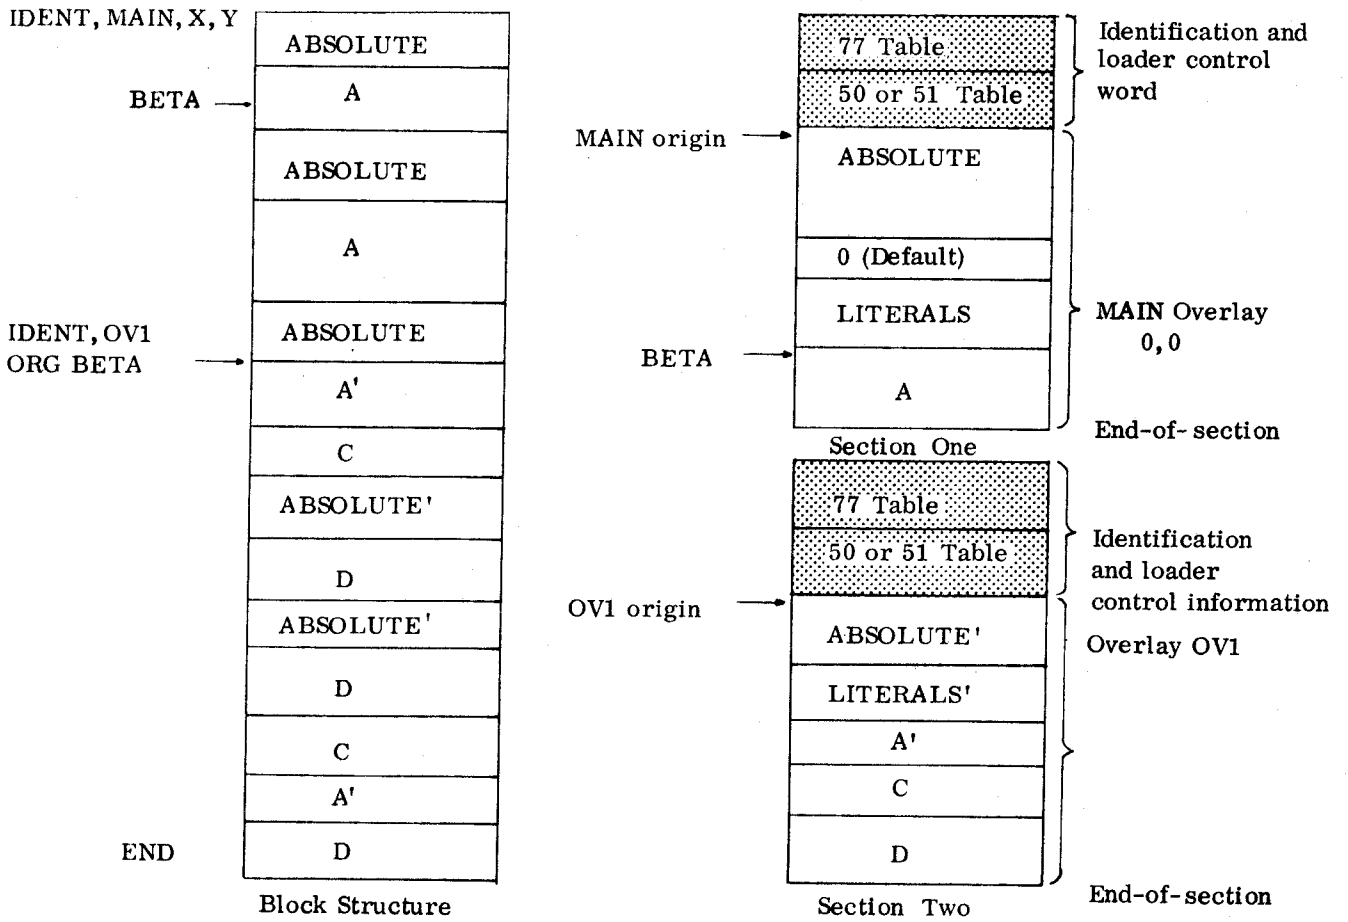 IDENT, MAIN, X, Y
ABSOLUTE
BETA
A
ABSOLUTE
A
IDENT, OV1
ORG BETA
ABSOLUTE
A'
C
ABSOLUTE'
D
ABSOLUTE'
D
C
A'
END
D
Block Structure
77 Table
50 or 51 Table
Identification and
loader control
word
MAIN origin
ABSOLUTE
0 (Default)
LITERALS
BETA
A
MAIN Overlay
0,0
End-of-section
Section One
77 Table
50 or 51 Table
Identification
and loader
control information
OV1 origin
ABSOLUTE'
Overlay OV1
LITERALS'
A'
C
D
End-of-section
Section Two